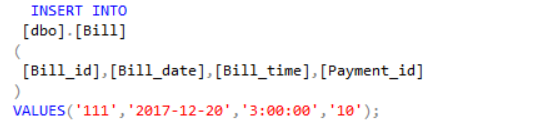 INSERT INTO
[dbo].[Bill]
(
[Bill_id],[Bill_date],[Bill_time],[Payment_id]
)
VALUES('111','2017-12-20','3:00:00','10');